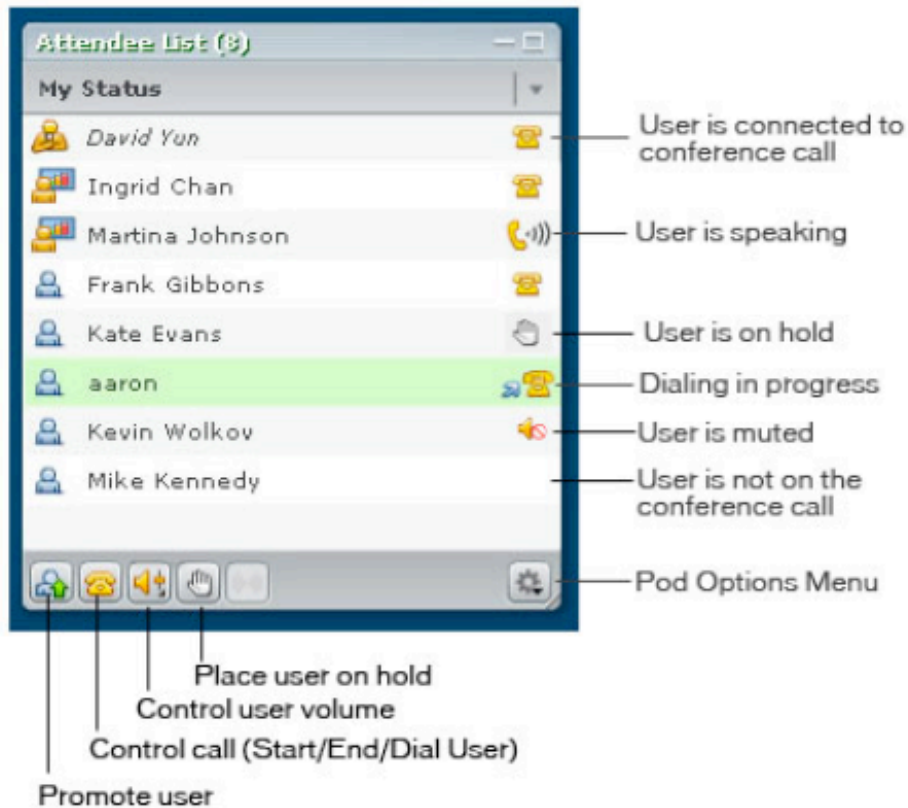 Attendee List (8)
My Status
David Yun
Ingrid Chan
Martina Johnson
Frank Gibbons
Kate Evans
aaron
Kevin Wolkov
Mike Kennedy
User is connected to
conference call
User is speaking
User is on hold
Dialing in progress
User is muted
User is not on the
conference call
Pod Options Menu
Place user on hold
Control user volume
Control call (Start/End/Dial User)
Promote user